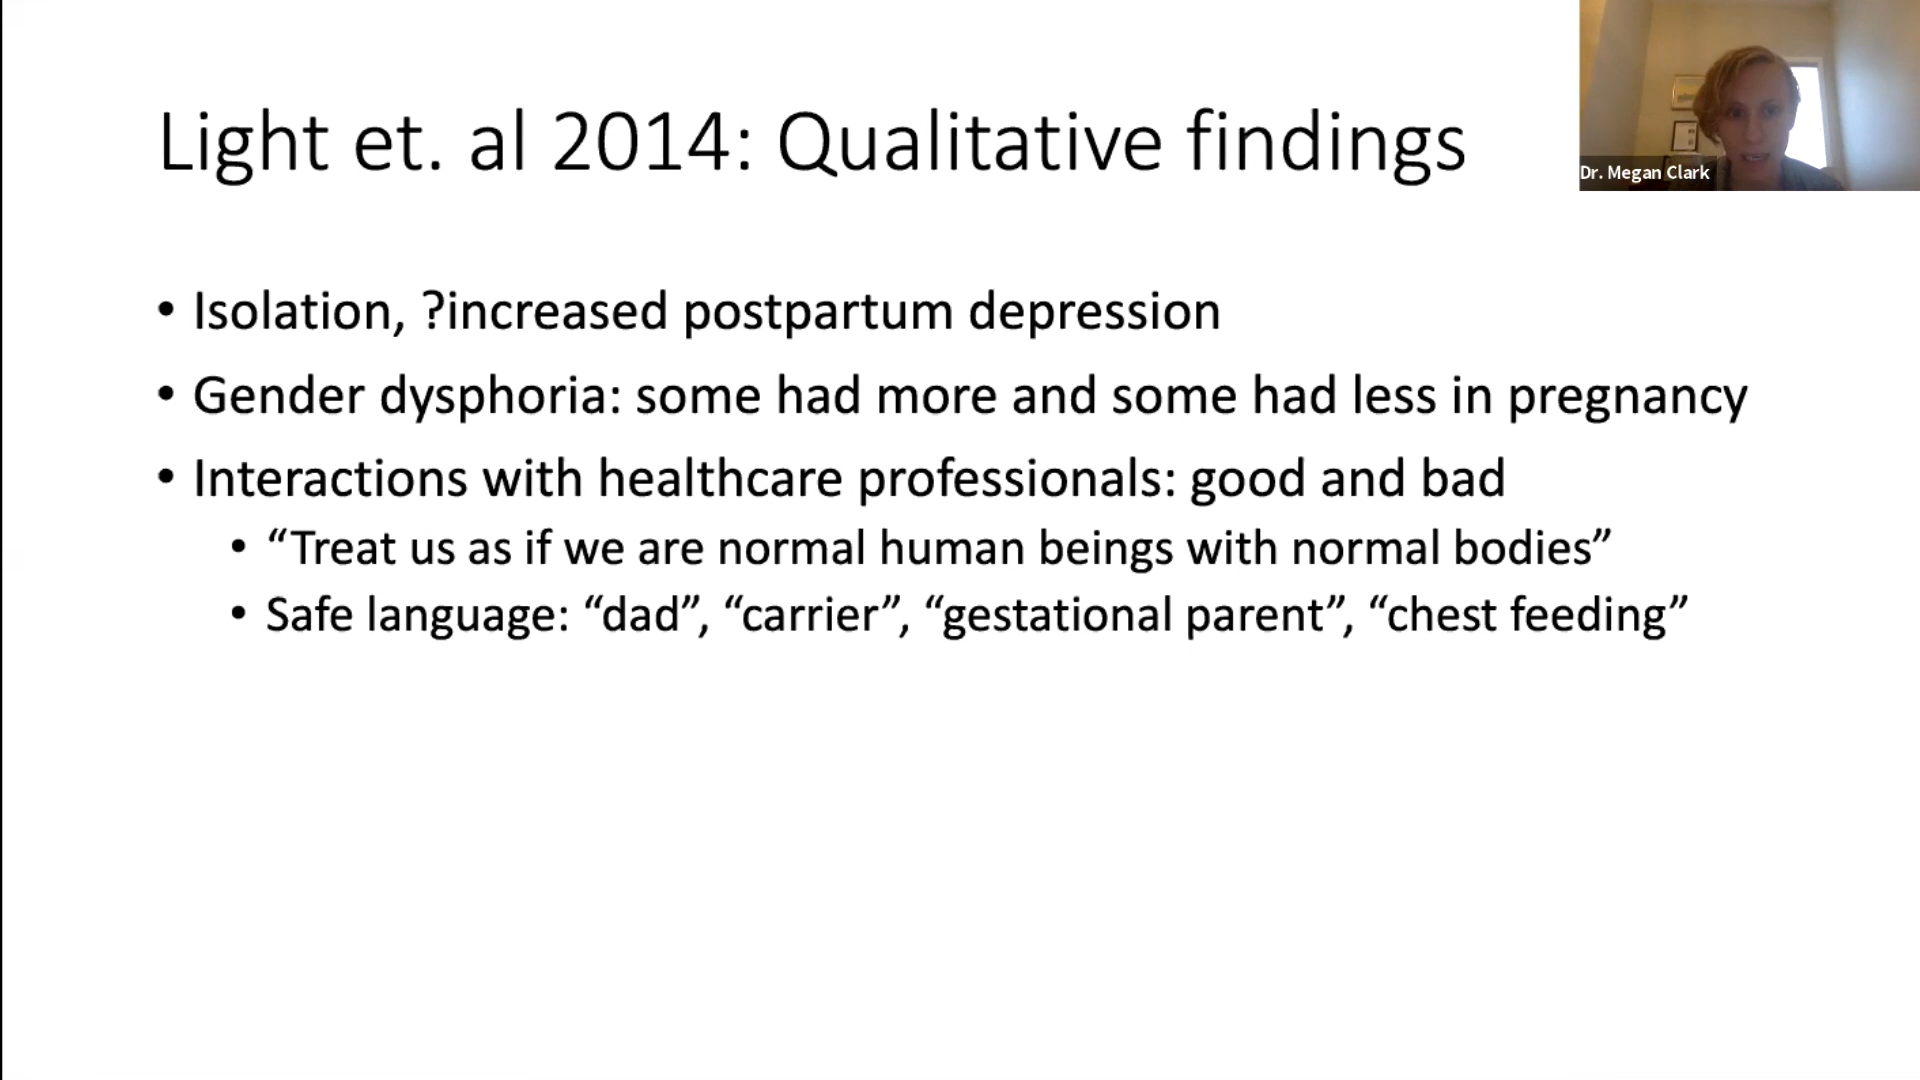 Light et. al 2014: Qualitative findings
Dr. Megan Clark
• Isolation, ?increased postpartum depression
• Gender dysphoria: some had more and some had less in pregnancy
• Interactions with healthcare professionals: good and bad
• “Treat us as if we are normal human beings with normal bodies”
• Safe language: “dad”, “carrier”, “gestational parent”, “chest feeding”